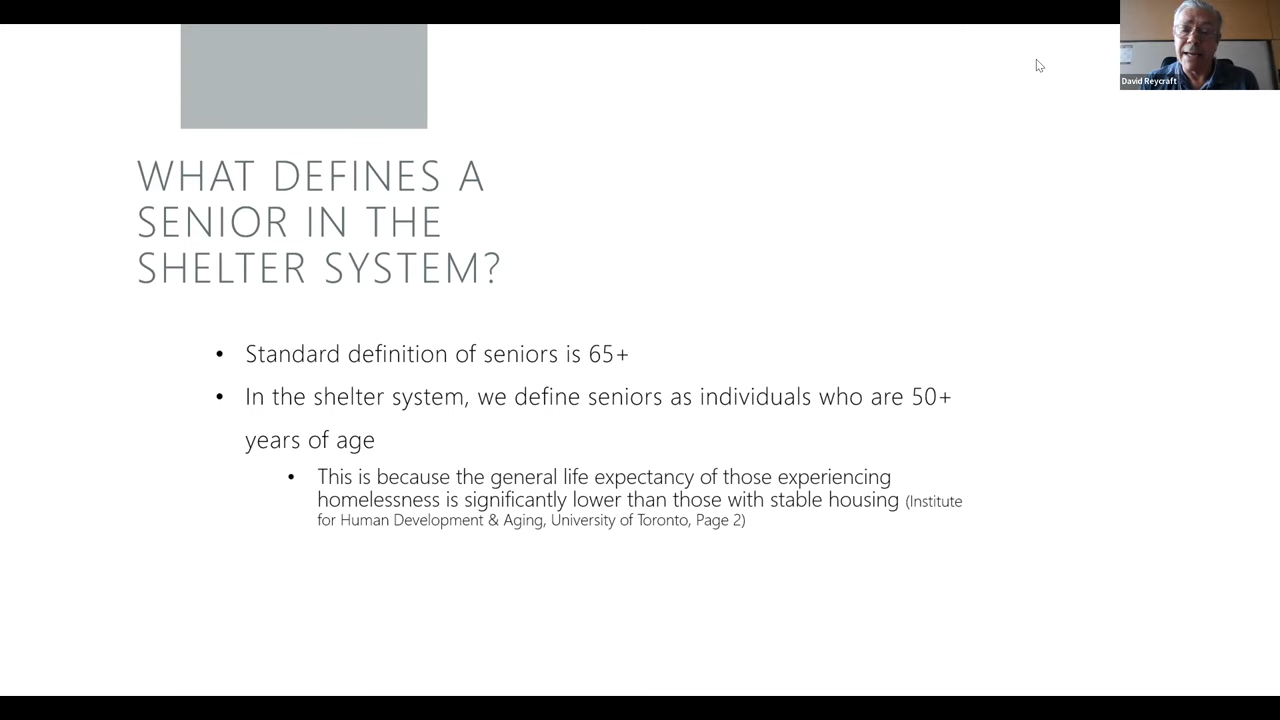 David Reycraft
WHAT DEFINES A
SENIOR IN THE
SHELTER SYSTEM?
• Standard definition of seniors is 65+
• In the shelter system, we define seniors as individuals who are 50+
years of age
• This is because the general life expectancy of those experiencing
homelessness is significantly lower than those with stable housing (Institute
for Human Development & Aging, University of Toronto, Page 2)